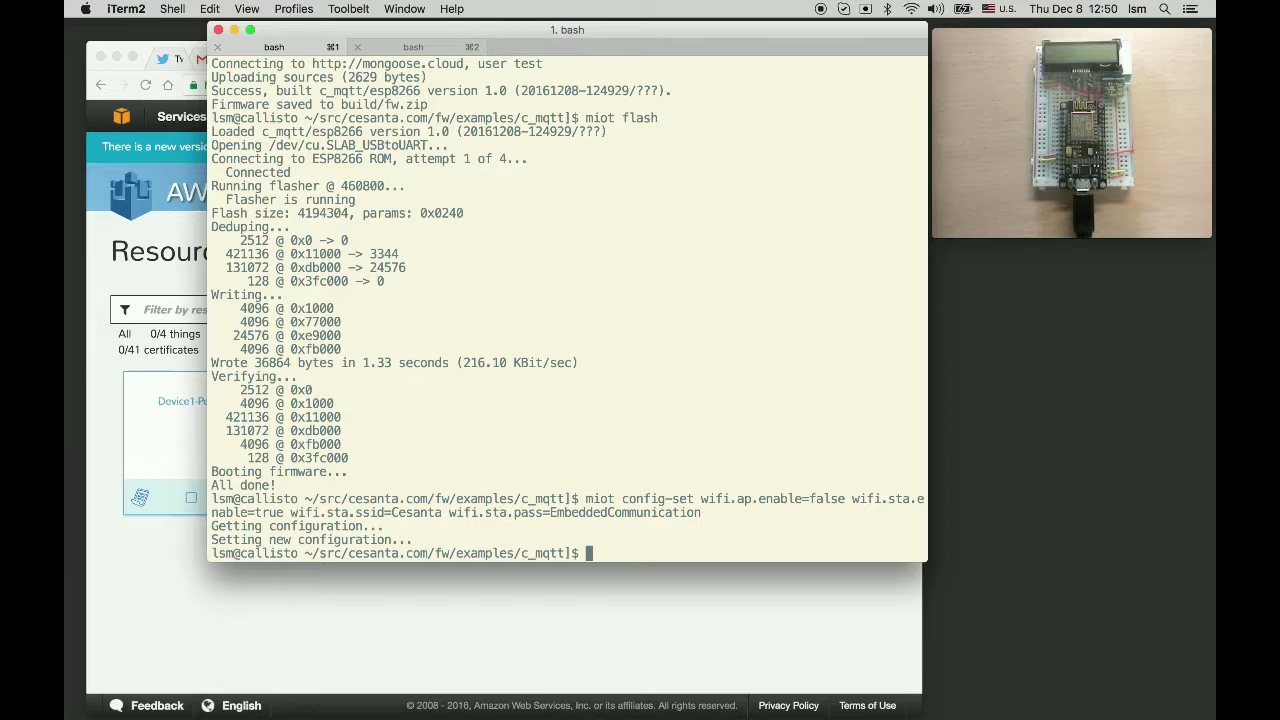 iTerm2 Shell Edit View Profiles Toolbelt Window Help U.S. Thu Dec 8 12:50 lsm
1. bash
bash ⌘1 bash ⌘2
Connecting to http://mongoose.cloud, user test
Uploading sources (2629 bytes)
Success, built c_mqtt/esp8266 version 1.0 (20161208-124929/???).
Firmware saved to build/fw.zip
lsm@callisto ~/src/cesanta.com/fw/examples/c_mqtt]$ miot flash
Loaded c_mqtt/esp8266 version 1.0 (20161208-124929/???)
Opening /dev/cu.SLAB_USBtoUART...
Connecting to ESP8266 ROM, attempt 1 of 4...
Connected
Running flasher @ 460800...
Flasher is running
Flash size: 4194304, params: 0x0240
Deduping...
2512 @ 0x0 -> 0
421136 @ 0x11000 -> 3344
131072 @ 0xdb000 -> 24576
128 @ 0x3fc000 -> 0
Writing...
4096 @ 0x1000
4096 @ 0x77000
24576 @ 0xe9000
4096 @ 0xfb000
Wrote 36864 bytes in 1.33 seconds (216.10 KBit/sec)
Verifying...
2512 @ 0x0
4096 @ 0x1000
421136 @ 0x11000
131072 @ 0xdb000
4096 @ 0xfb000
128 @ 0x3fc000
Booting firmware...
All done!
lsm@callisto ~/src/cesanta.com/fw/examples/c_mqtt]$ miot config-set wifi.ap.enable=false wifi.sta.e
nable=true wifi.sta.ssid=Cesanta wifi.sta.pass=EmbeddedCommunication
Getting configuration...
Setting new configuration...
lsm@callisto ~/src/cesanta.com/fw/examples/c_mqtt]$
Tw
h
Services
There is a new versio
AW
Resourc
Filter by res
All 0/4 things
0/41 certificates
Device1-Po
Feedback English © 2008 - 2016, Amazon Web Services, Inc. or its affiliates. All rights reserved. Privacy Policy Terms of Use